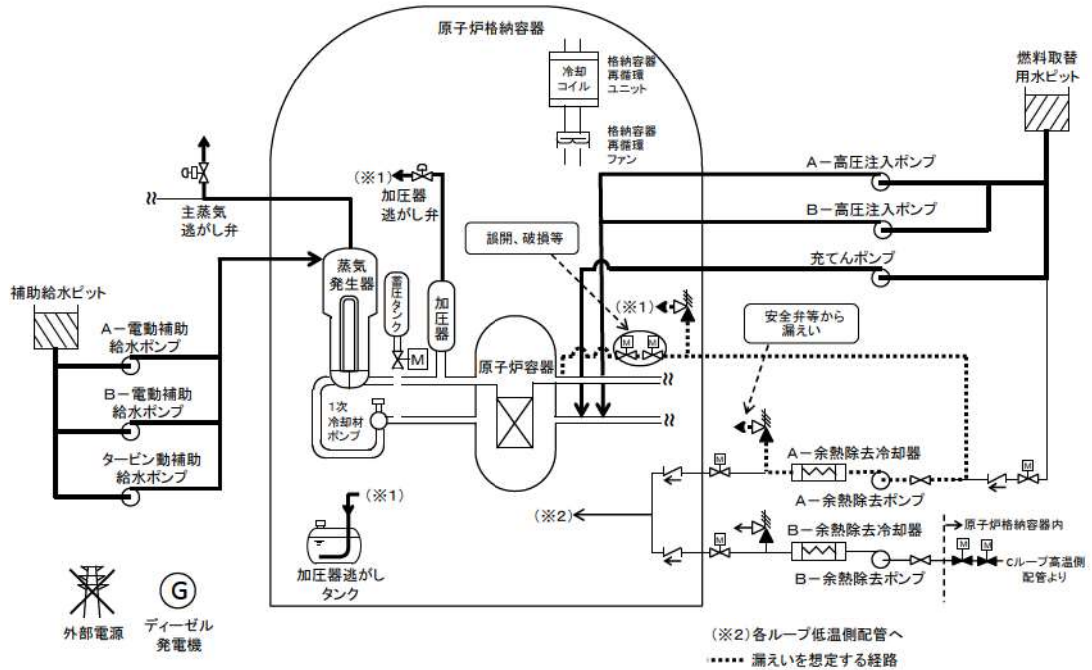 原子炉格納容器
冷却
コイル
格納容器
再循環
ユニット
格納容器
再循環
ファン
燃料取替
用水ピット
A－高圧注入ポンプ
B－高圧注入ポンプ
充てんポンプ
主蒸気
逃がし弁
(※1)
加圧器
逃がし弁
誤開、破損等
蒸気
発生器
蓄圧タンク
M
加圧器
(※1)
M
M
安全弁等から
漏えい
原子炉容器
補助給水ピット
A－電動補助
給水ポンプ
B－電動補助
給水ポンプ
タービン動補助
給水ポンプ
1次
冷却材
ポンプ
M
A－余熱除去冷却器
M
A－余熱除去ポンプ
(※1)
(※2)
M
B－余熱除去冷却器
原子炉格納容器内
M
M
Cループ高温側
配管より
B－余熱除去ポンプ
加圧器逃がし
タンク
外部電源
G
ディーゼル
発電機
(※2)各ループ低温側配管へ
漏えいを想定する経路